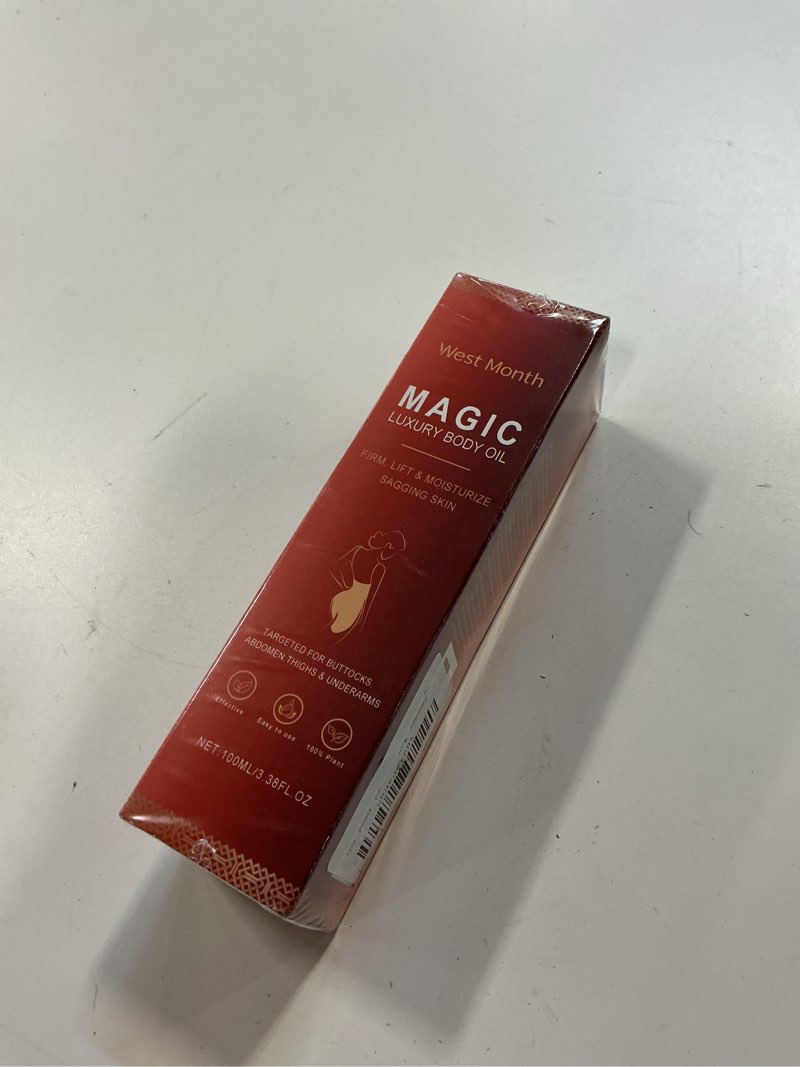 West Month
MAGIC
LUXURY BODY OIL
FIRM, LIFT & MOISTURIZE
SAGGING SKIN
TARGETED FOR BUTTOCKS,
ABDOMEN THIGHS & UNDERARMS
Effective
Easy to use
100% Plant
NET:100ML/3.38FL.OZ